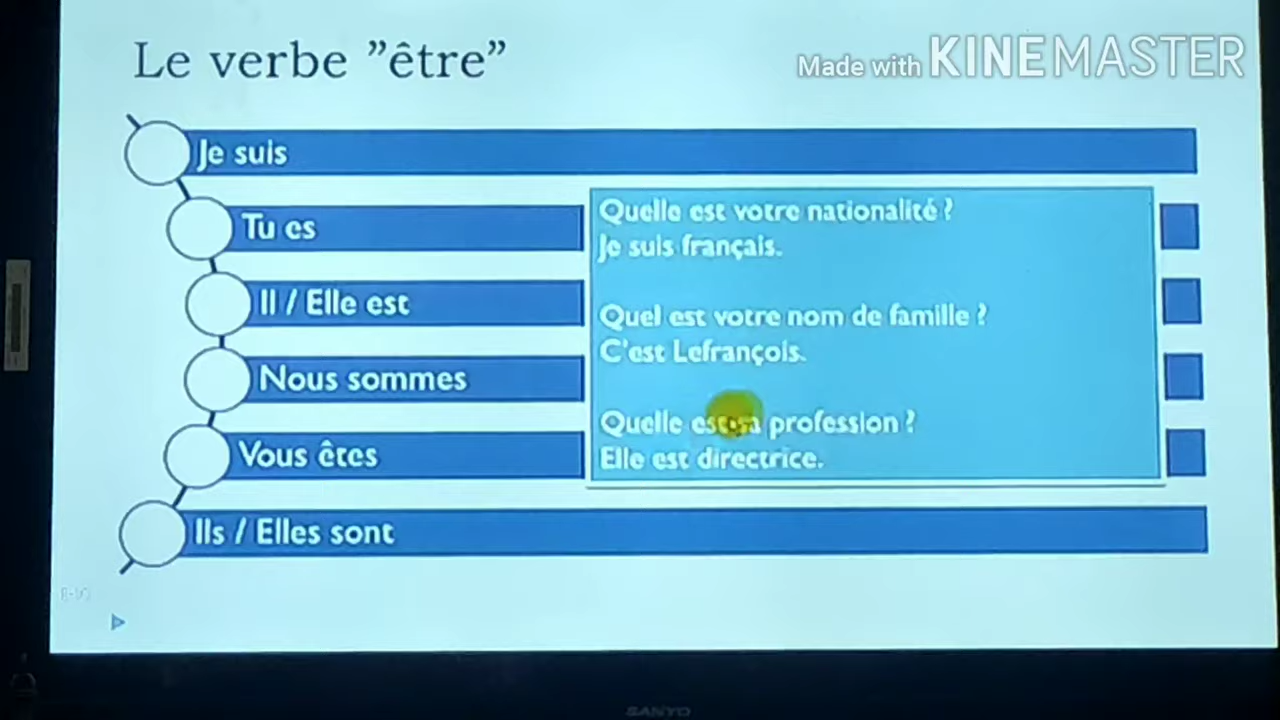 Le verbe ”être”
Made with KINEMASTER
Je suis
Tu es
Il / Elle est
Nous sommes
Vous êtes
Ils / Elles sont
Quelle est votre nationalité ?
Je suis français.
Quel est votre nom de famille ?
C'est Lefrançois.
Quelle est sa profession ?
Elle est directrice.
SANYO